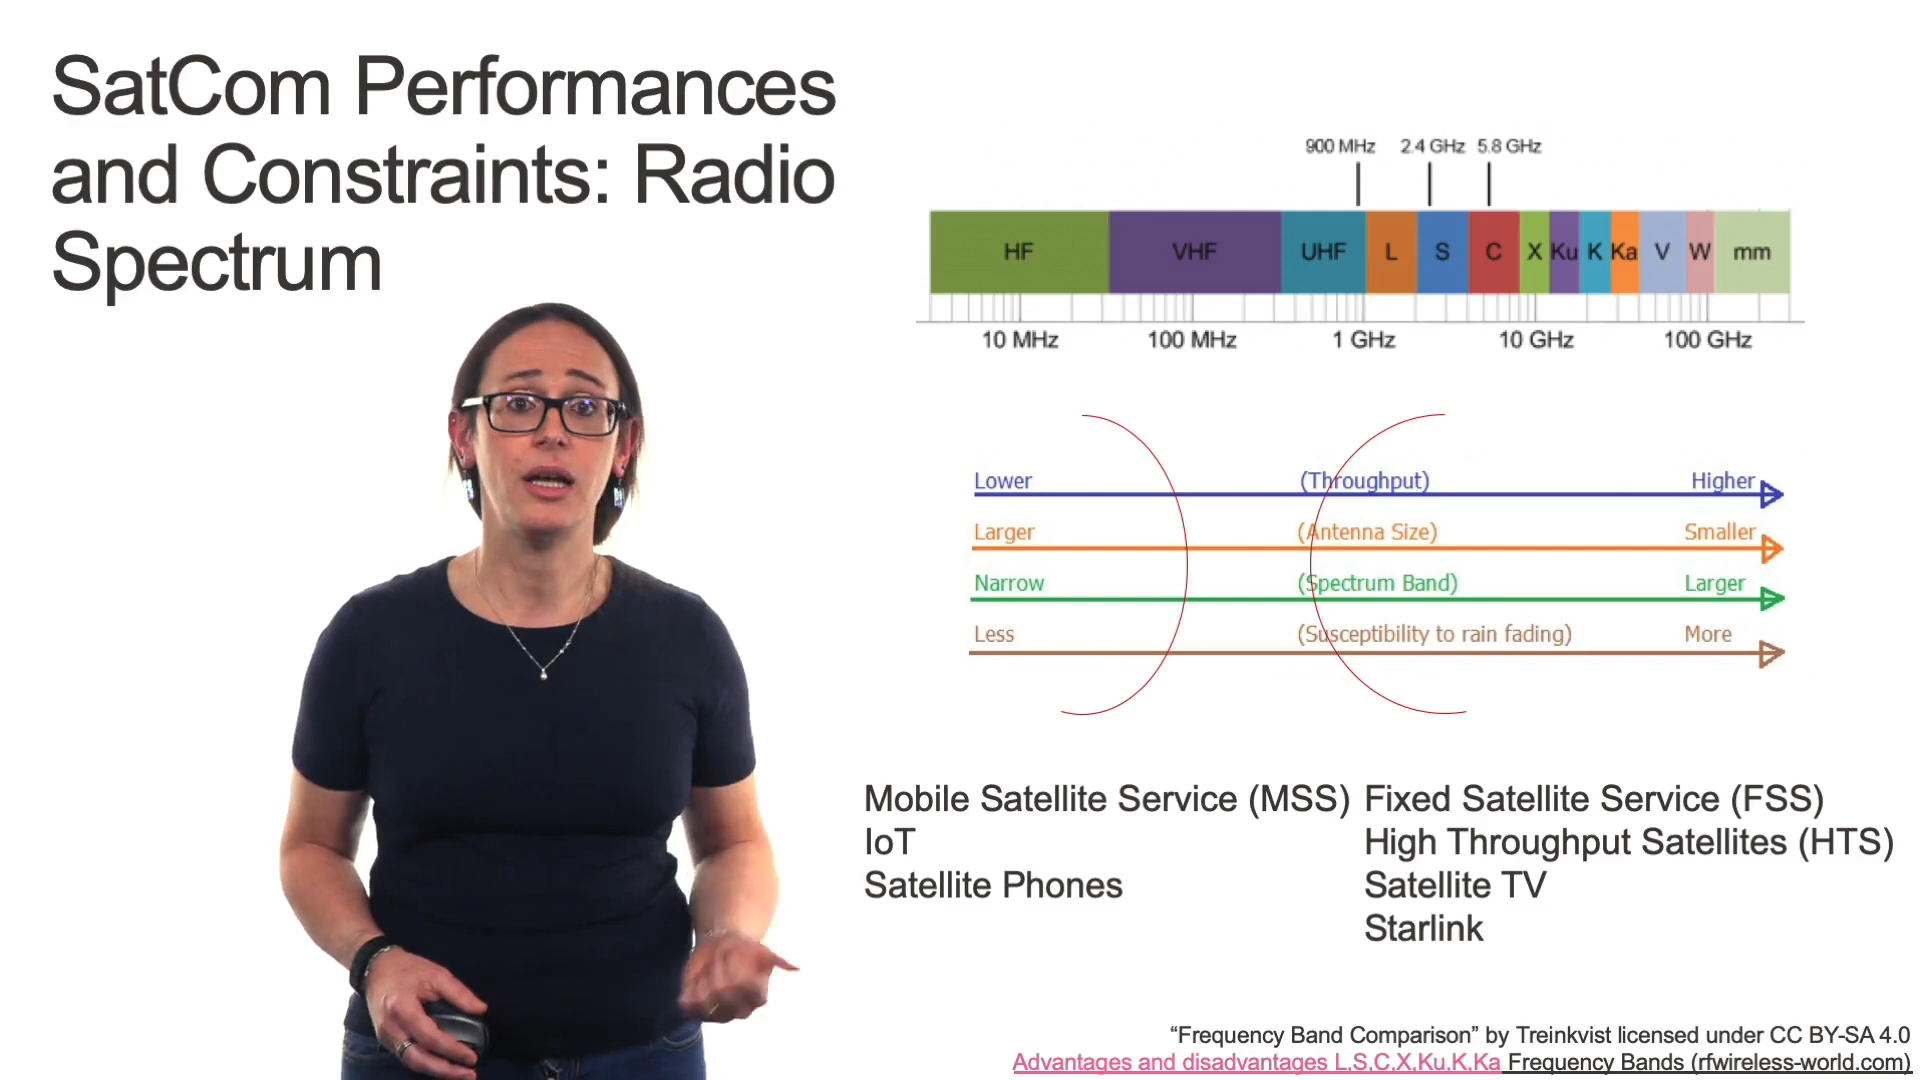 SatCom Performances
and Constraints: Radio
Spectrum
900 MHz 2.4 GHz 5.8 GHz
HF VHF UHF L S C X Ku K Ka V W mm
10 MHz 100 MHz 1 GHz 10 GHz 100 GHz
Lower (Throughput) Higher
Larger (Antenna Size) Smaller
Narrow (Spectrum Band) Larger
Less (Susceptibility to rain fading) More
Mobile Satellite Service (MSS)
IoT
Satellite Phones
Fixed Satellite Service (FSS)
High Throughput Satellites (HTS)
Satellite TV
Starlink
“Frequency Band Comparison” by Treinkvist licensed under CC BY-SA 4.0
Advantages and disadvantages L,S,C,X,Ku,K,Ka Frequency Bands (rfwireless-world.com)